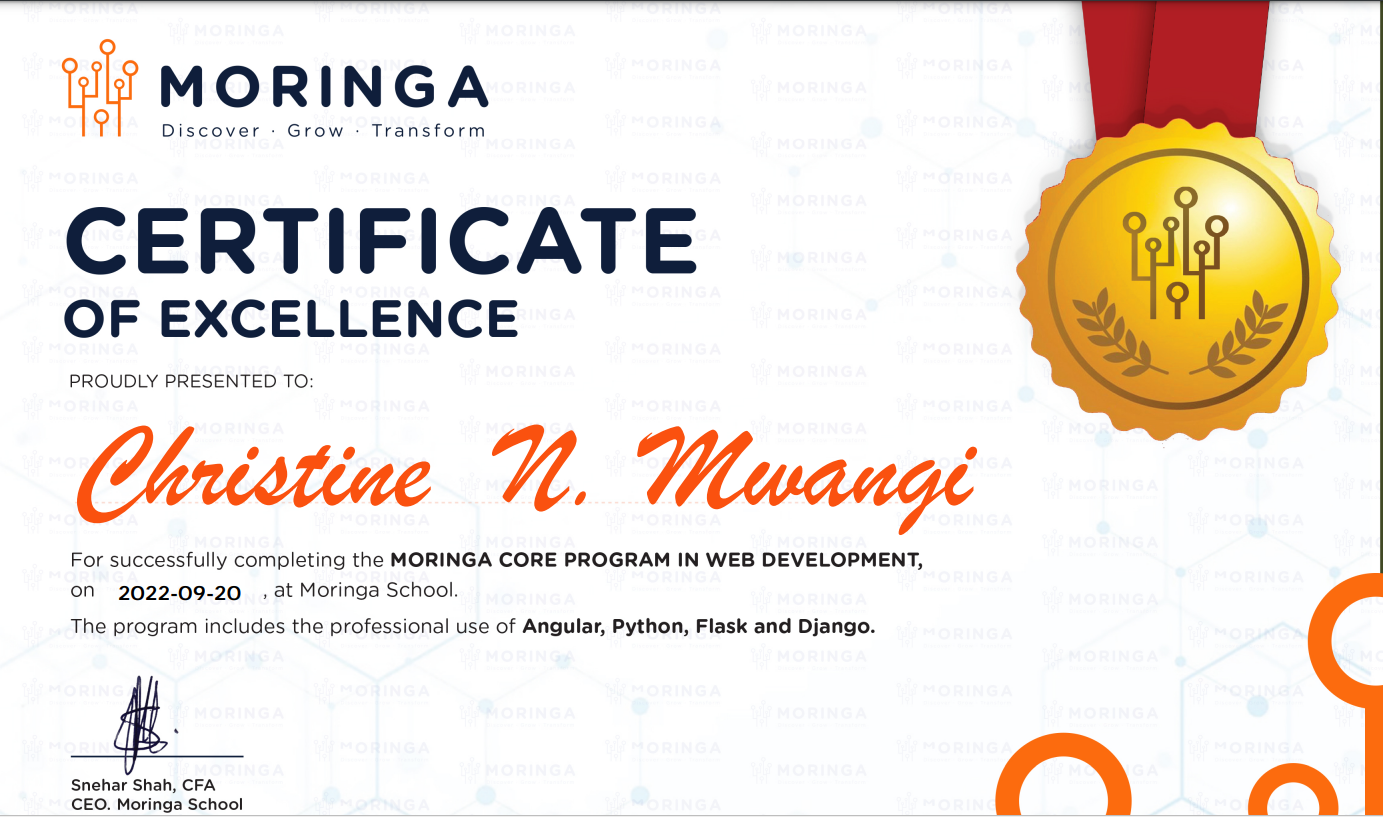 MORINGA
Discover · Grow · Transform
CERTIFICATE
OF EXCELLENCE
PROUDLY PRESENTED TO:
Christine N. Mwangi
For successfully completing the MORINGA CORE PROGRAM IN WEB DEVELOPMENT,
on 2022-09-20 , at Moringa School.
The program includes the professional use of Angular, Python, Flask and Django.
Snehar Shah, CFA
CEO. Moringa School